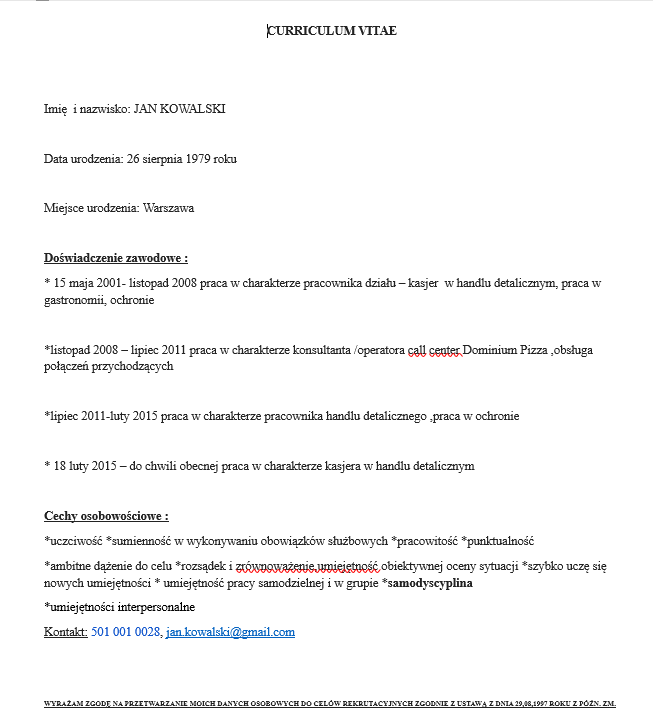 CURRICULUM VITAE
Imię  i nazwisko: JAN KOWALSKI
Data urodzenia: 26 sierpnia 1979 roku
Miejsce urodzenia: Warszawa
Doświadczenie zawodowe :
* 15 maja 2001- listopad 2008 praca w charakterze pracownika działu – kasjer  w handlu detalicznym, praca w
gastronomii, ochronie
*listopad 2008 – lipiec 2011 praca w charakterze konsultanta /operatora call center Dominium Pizza ,obsługa
połączeń przychodzących
*lipiec 2011-luty 2015 praca w charakterze pracownika handlu detalicznego ,praca w ochronie
* 18 luty 2015 – do chwili obecnej praca w charakterze kasjera w handlu detalicznym
Cechy osobowościowe :
*uczciwość *sumienność w wykonywaniu obowiązków służbowych *pracowitość *punktualność
*ambitne dążenie do celu *rozsądek i zrównoważenie,umiejętność obiektywnej oceny sytuacji *szybko uczę się
nowych umiejętności * umiejętność pracy samodzielnej i w grupie *samodyscyplina
*umiejętności interpersonalne
Kontakt: 501 001 0028, jan.kowalski@gmail.com
WYRAŻAM ZGODĘ NA PRZETWARZANIE MOICH DANYCH OSOBOWYCH DO CELÓW REKRUTACYJNYCH ZGODNIE Z USTAWĄ Z DNIA 29,08,1997 ROKU Z PÓŹN. ZM.